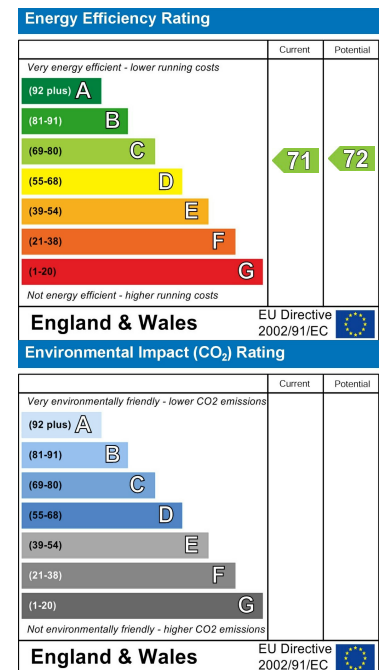 Energy Efficiency Rating
Current Potential
Very energy efficient - lower running costs
(92 plus) A
(81-91) B
(69-80) C
71 72
(55-68) D
(39-54) E
(21-38) F
(1-20) G
Not energy efficient - higher running costs
England & Wales
EU Directive
2002/91/EC
Environmental Impact (CO₂) Rating
Current Potential
Very environmentally friendly - lower CO2 emissions
(92 plus) A
(81-91) B
(69-80) C
(55-68) D
(39-54) E
(21-38) F
(1-20) G
Not environmentally friendly - higher CO2 emissions
England & Wales
EU Directive
2002/91/EC